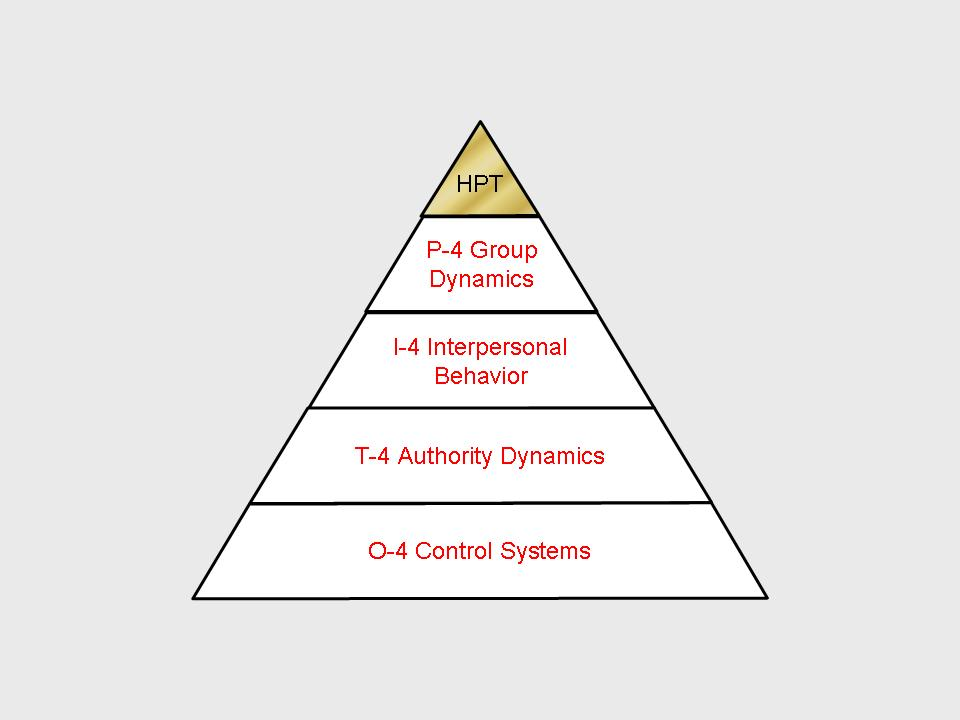 HPT
P-4 Group
Dynamics
I-4 Interpersonal
Behavior
T-4 Authority Dynamics
O-4 Control Systems